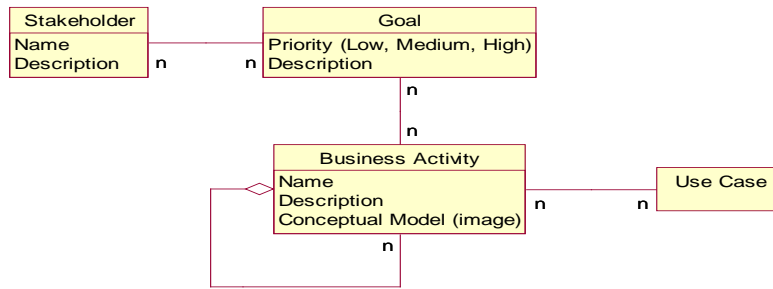 Stakeholder
Name
Description
n
n
Goal
Priority (Low, Medium, High)
Description
n
n
Business Activity
Name
Description
Conceptual Model (image)
n
n
n
Use Case